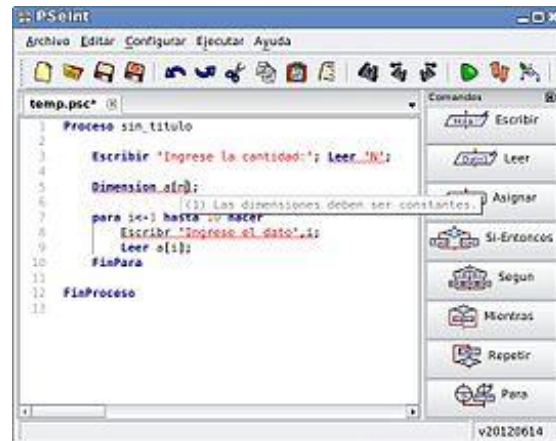 PSeInt
Archivo Editar Configurar Ejecutar Ayuda
temp.psc*
Comandos
1 Proceso sin_titulo
2
3 Escribir "Ingrese la cantidad:"; Leer 'N';
4
5 Dimension a[n];
6 (1) Las dimensiones deben ser constantes.
7 para i<-1 hasta 10 hacer
8 Escribr "Ingrese el dato",i;
9 Leer a[i];
10 FinPara
11
12 FinProceso
13
Escribir
Leer
Asignar
Si-Entonces
Segun
Mientras
Repetir
Para
v20120614